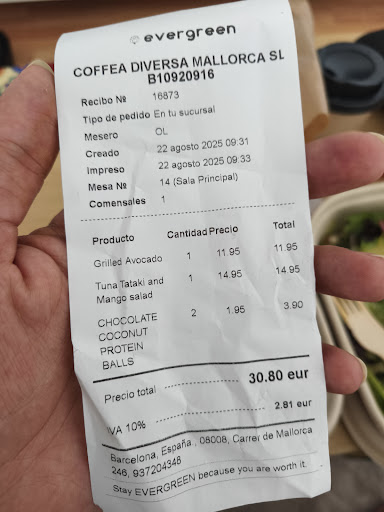 evergreen
COFFEA DIVERSA MALLORCA SL
B10920916
Recibo Nº 16873
Tipo de pedido En tu sucursal
Mesero OL
Creado 22 agosto 2025 09:31
Impreso 22 agosto 2025 09:33
Mesa Nº 14 (Sala Principal)
Comensales 1
Producto Cantidad Precio Total
Grilled Avocado 1 11.95 11.95
Tuna Tataki and 1 14.95 14.95
Mango salad
CHOCOLATE 2 1.95 3.90
COCONUT
PROTEIN
BALLS
Precio total 30.80 eur
IVA 10% 2.81 eur
Barcelona, España , 08008, Carrer de Mallorca
246, 937204348
Stay EVERGREEN because you are worth it.